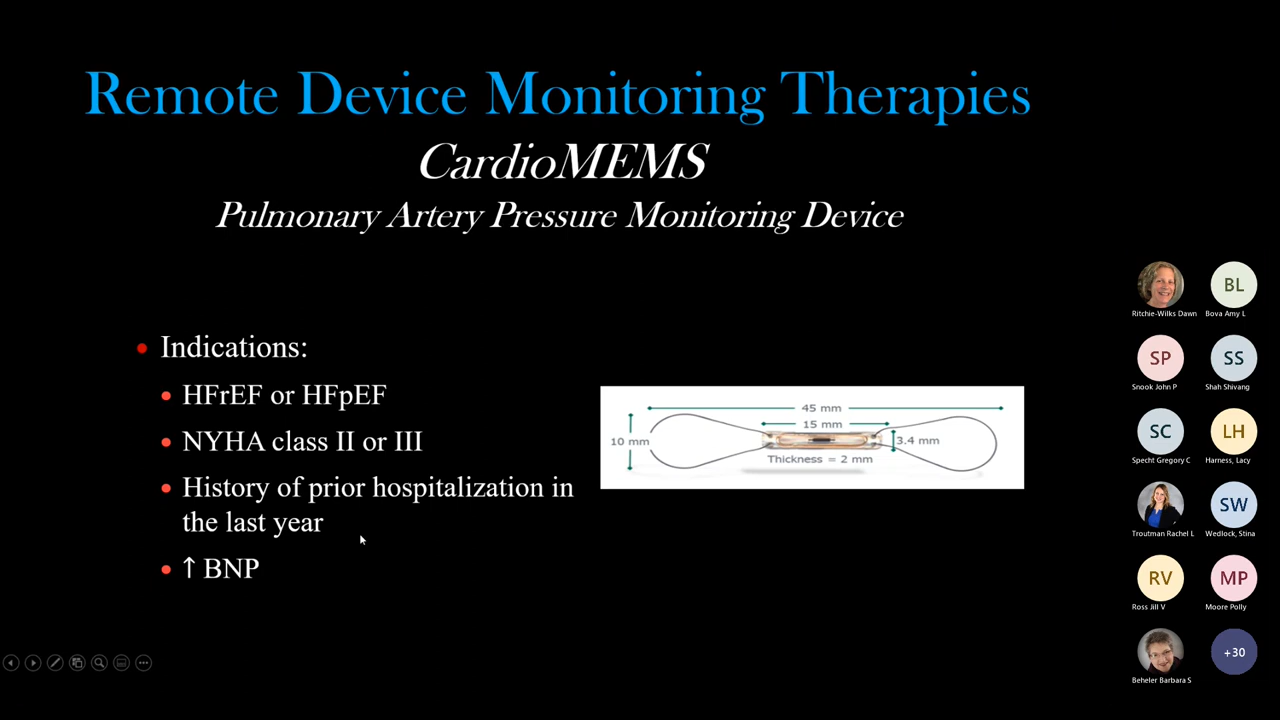 Remote Device Monitoring Therapies
CardioMEMS
Pulmonary Artery Pressure Monitoring Device
Indications:
HFrEF or HFpEF
NYHA class II or III
History of prior hospitalization in
the last year
↑ BNP
45 mm
15 mm
10 mm
3.4 mm
Thickness = 2 mm
BL
Ritchie-Wilks Dawn
Bova Amy L
SP
SS
Snook John P
Shah Shivang
SC
LH
Specht Gregory C
Harness, Lacy
SW
Troutman Rachel L
Wedlock, Stina
RV
MP
Ross Jill V
Moore Polly
+30
Beheler Barbara S